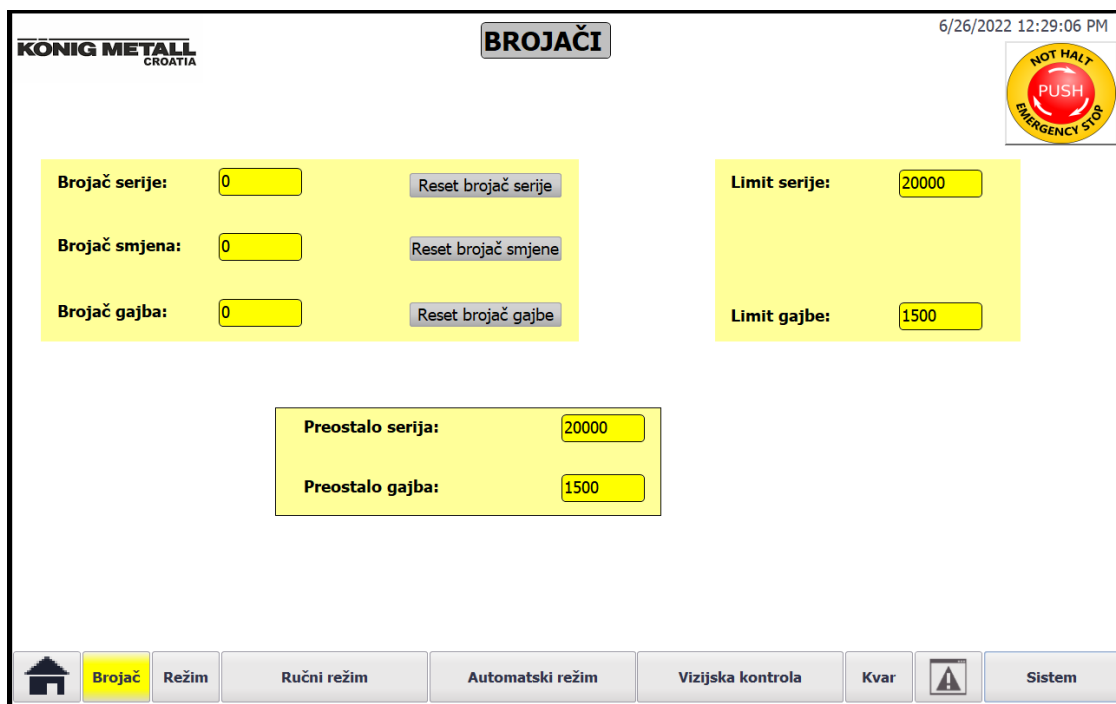 KÖNIG METALL
CROATIA
BROJAČI
6/26/2022 12:29:06 PM
NOT HALT
PUSH
EMERGENCY STOP
Brojač serije: 0 Reset brojač serije
Limit serije: 20000
Brojač smjena: 0 Reset brojač smjene
Brojač gajba: 0 Reset brojač gajbe
Limit gajbe: 1500
Preostalo serija: 20000
Preostalo gajba: 1500
Brojač Režim Ručni režim Automatski režim Vizijska kontrola Kvar Sistem